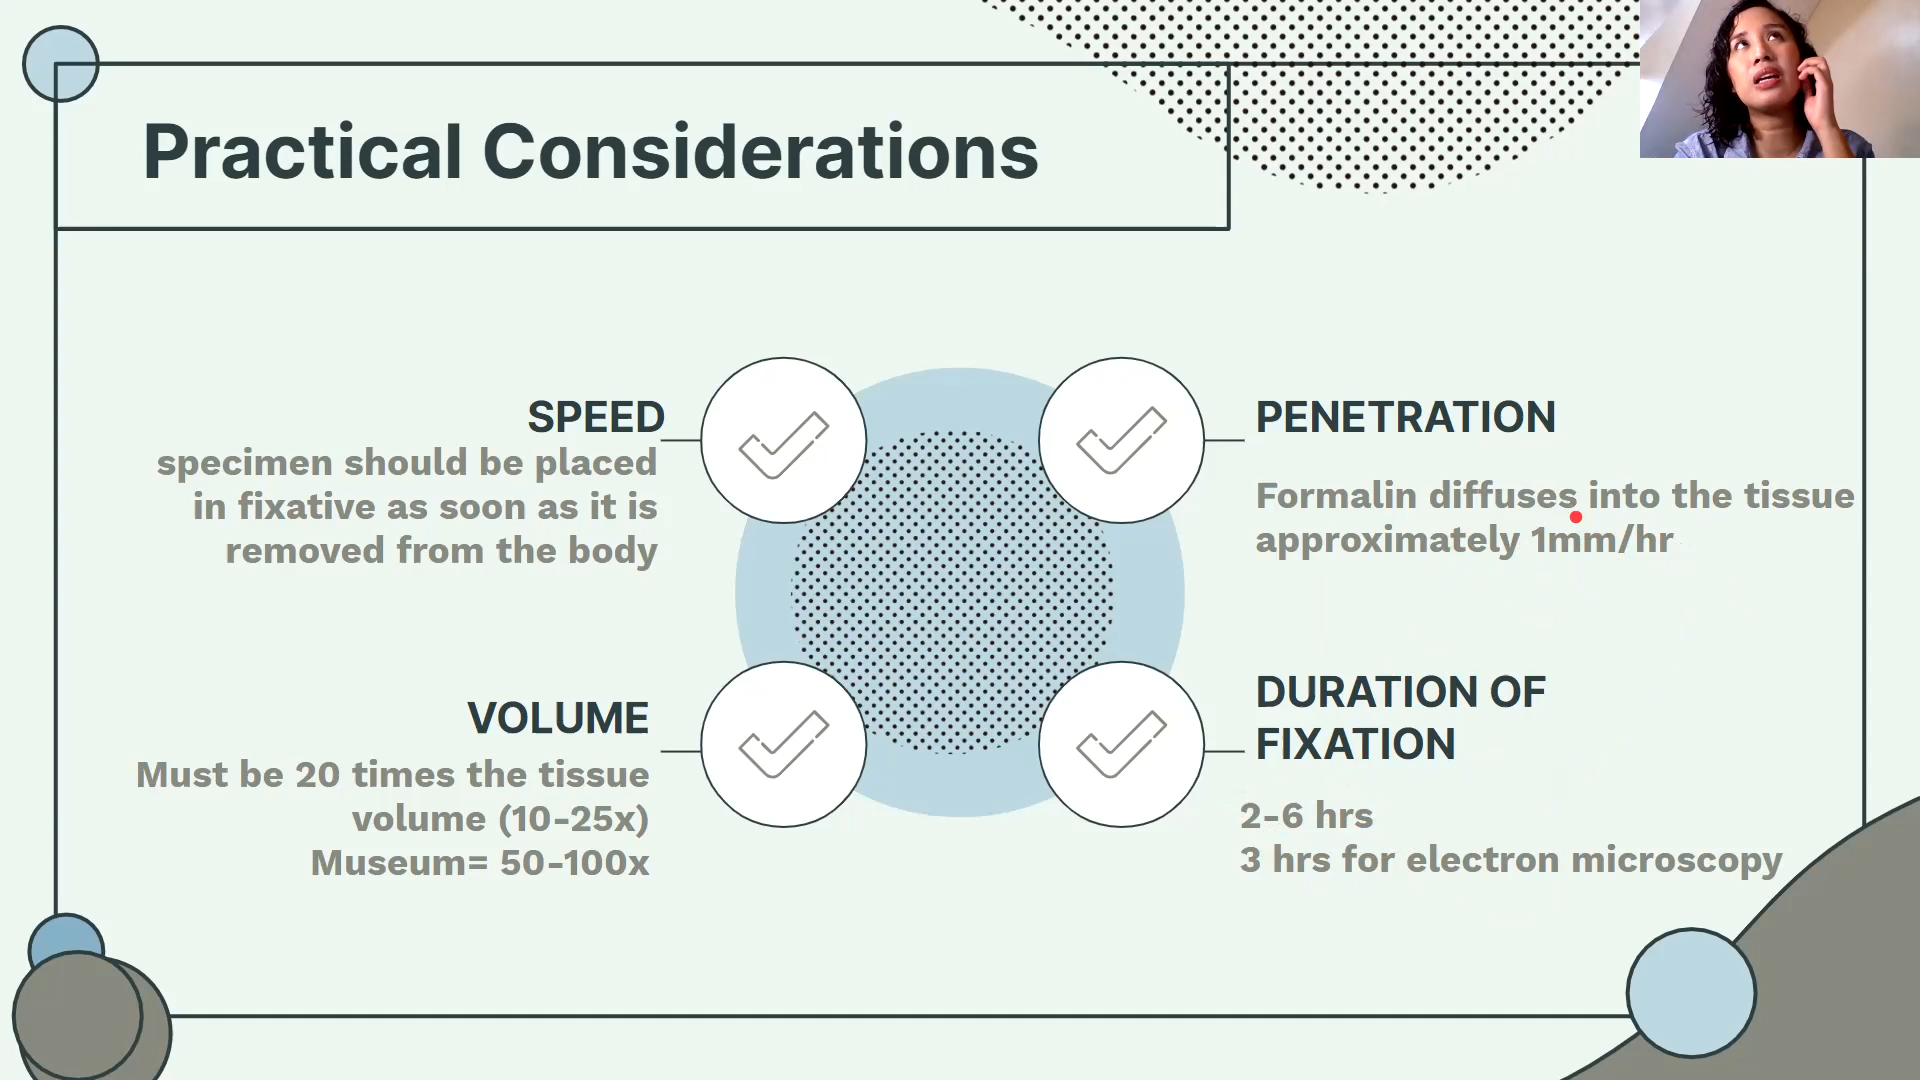 Practical Considerations
SPEED
specimen should be placed
in fixative as soon as it is
removed from the body
PENETRATION
Formalin diffuses into the tissue
approximately 1mm/hr
VOLUME
Must be 20 times the tissue
volume (10-25x)
Museum= 50-100x
DURATION OF
FIXATION
2-6 hrs
3 hrs for electron microscopy